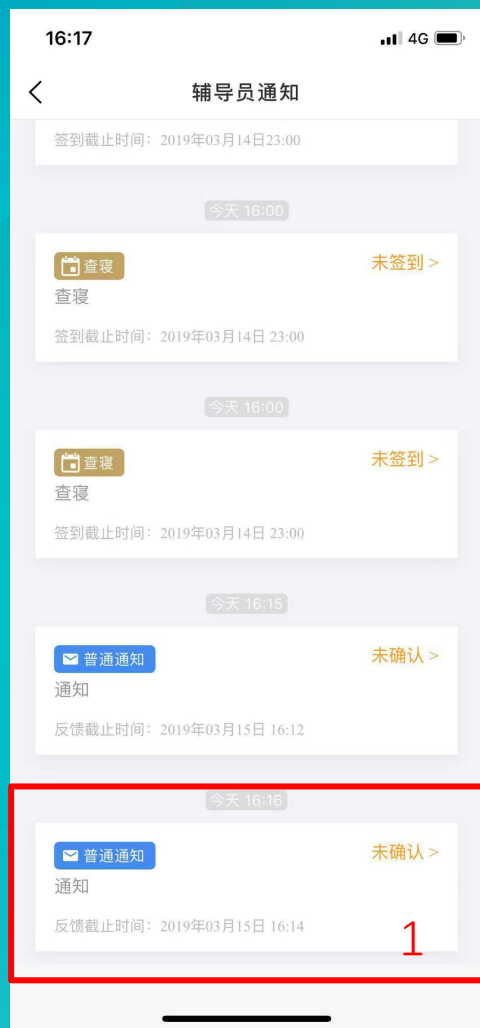 16:17
4G
辅导员通知
签到截止时间：2019年03月14日23:00
今天 16:00
查寝
未签到 >
查寝
签到截止时间：2019年03月14日 23:00
今天 16:00
查寝
未签到 >
查寝
签到截止时间：2019年03月14日 23:00
今天 16:15
普通通知
未确认 >
通知
反馈截止时间：2019年03月15日 16:12
今天 16:16
普通通知
未确认 >
通知
反馈截止时间：2019年03月15日 16:14
1